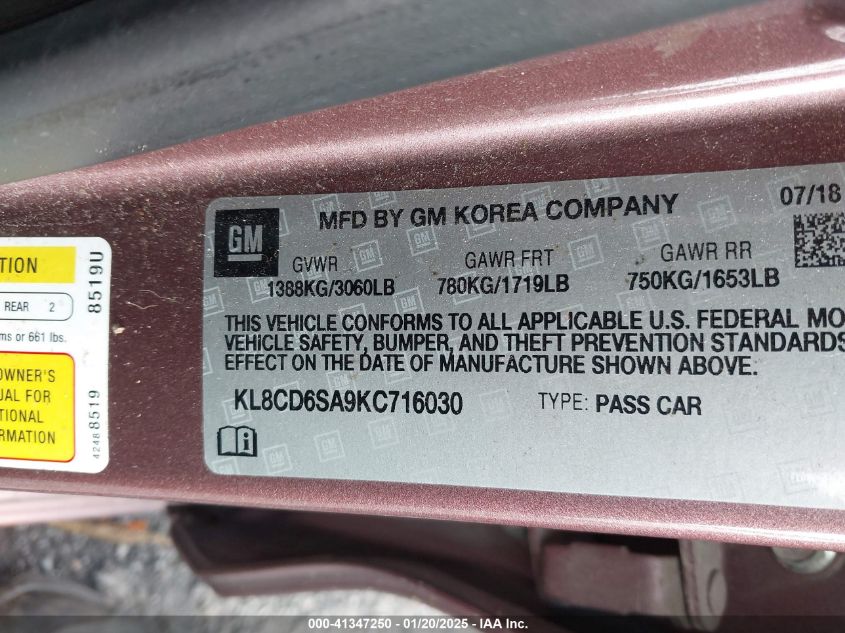 GM
MFD BY GM KOREA COMPANY
07/18
GVWR GAWR FRT GAWR RR
1388KG/3060LB 780KG/1719LB 750KG/1653LB
THIS VEHICLE CONFORMS TO ALL APPLICABLE U.S. FEDERAL MO
VEHICLE SAFETY, BUMPER, AND THEFT PREVENTION STANDARDS
EFFECT ON THE DATE OF MANUFACTURE SHOWN ABOVE.
KL8CD6SA9KC716030 TYPE: PASS CAR
TION
REAR 2
ms or 661 lbs.
OWNER'S
UAL FOR
TIONAL
RMATION
8519U
42488519
000-41347250 - 01/20/2025 - IAA Inc.